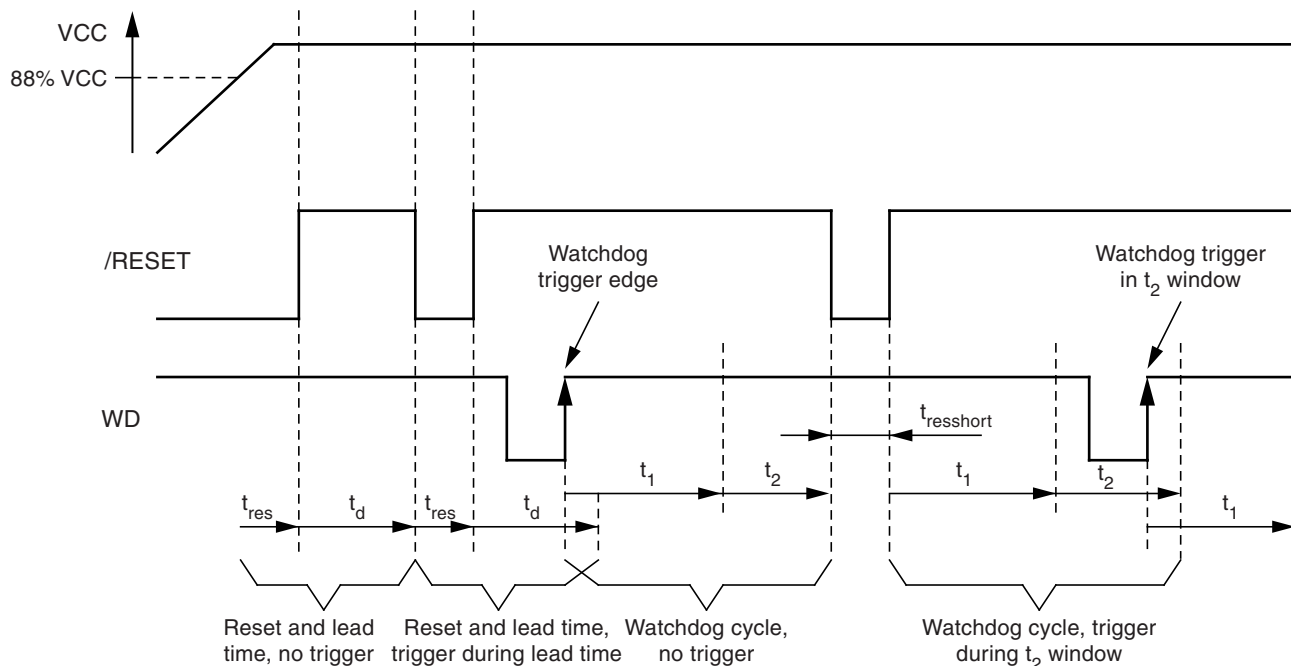 VCC
88% VCC
/RESET
Watchdog
trigger edge
Watchdog trigger
in t2 window
WD
tresshort
t1
t2
t1
t2
tres
td
tres
td
t1
Reset and lead
time, no trigger
Reset and lead time,
trigger during lead time
Watchdog cycle,
no trigger
Watchdog cycle, trigger
during t2 window